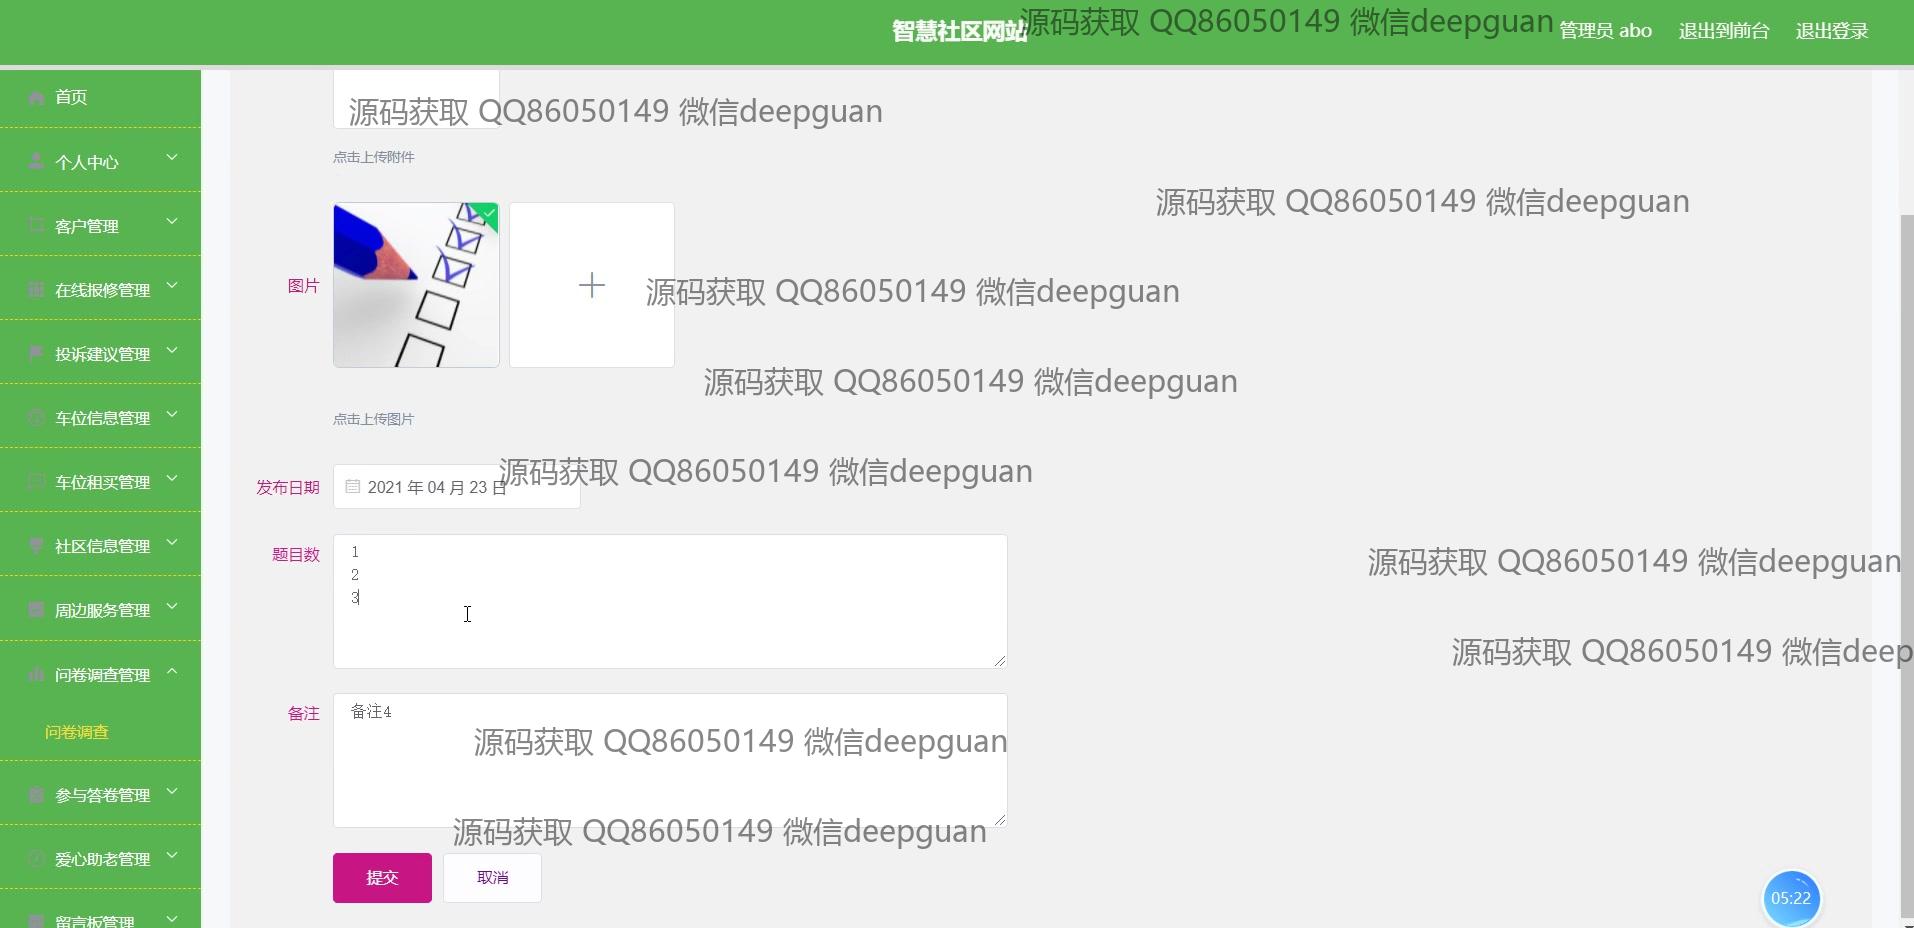 智慧社区网站
源码获取 QQ86050149 微信deepguan
管理员 abo
退出到前台
退出登录
首页
源码获取 QQ86050149 微信deepguan
点击上传附件
个人中心
源码获取 QQ86050149 微信deepguan
客户管理
图片
源码获取 QQ86050149 微信deepguan
在线报修管理
投诉建议管理
源码获取 QQ86050149 微信deepguan
车位信息管理
点击上传图片
车位租买管理
发布日期
2021 年 04 月 23 日
源码获取 QQ86050149 微信deepguan
社区信息管理
题目数
1
2
3
源码获取 QQ86050149 微信deepguan
周边服务管理
源码获取 QQ86050149 微信deep
问卷调查管理
问卷调查
备注
备注4
源码获取 QQ86050149 微信deepguan
参与答卷管理
源码获取 QQ86050149 微信deepguan
爱心助老管理
提交
取消
05:22
留言板管理